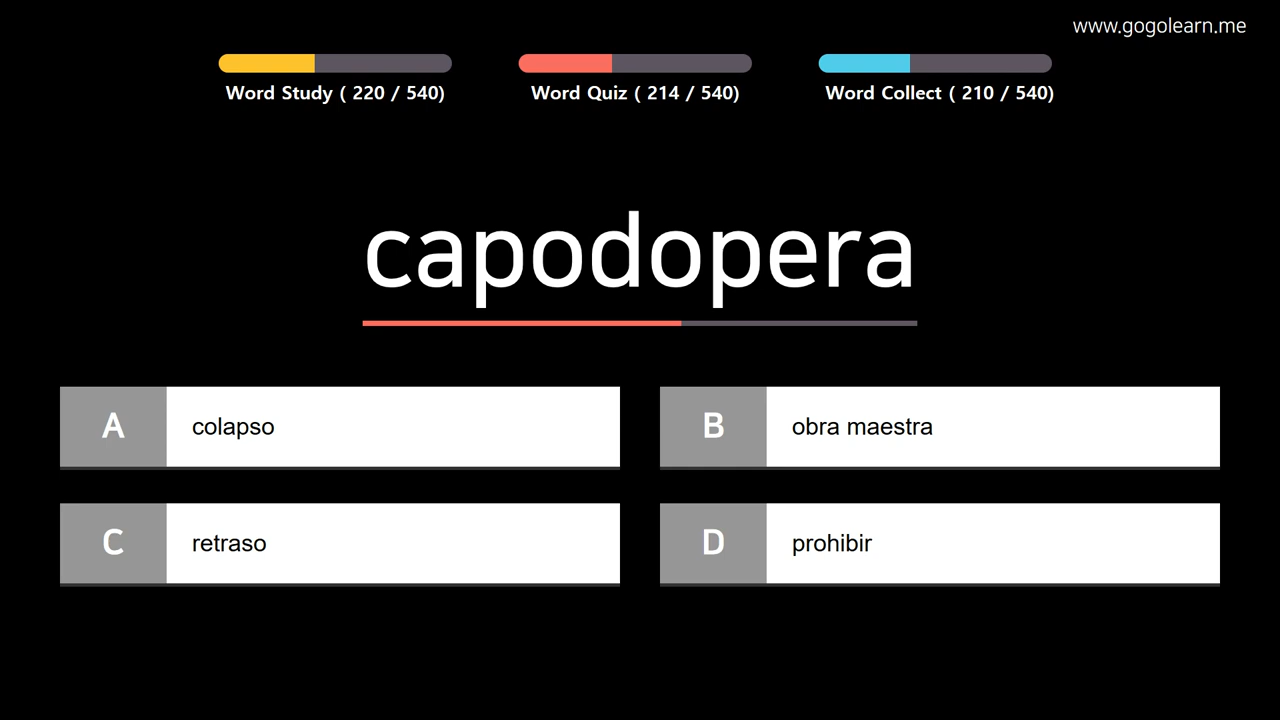 www.gogolearn.me
Word Study ( 220 / 540)
Word Quiz ( 214 / 540)
Word Collect ( 210 / 540)
capodopera
A
colapso
B
obra maestra
C
retraso
D
prohibir